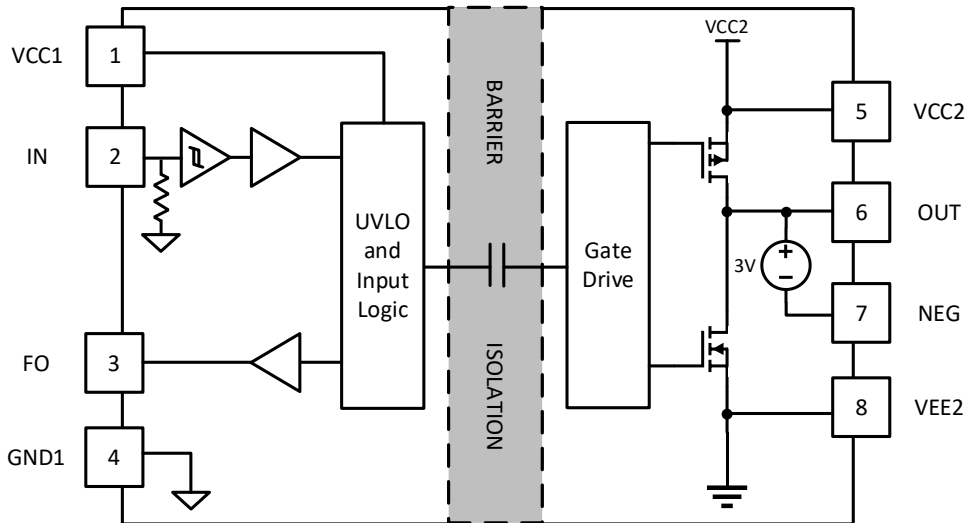 VCC1
1
IN
2
FO
3
GND1
4
UVLO
and
Input
Logic
BARRIER
ISOLATION
Gate
Drive
VCC2
5
VCC2
6
OUT
3V
+
−
7
NEG
8
VEE2